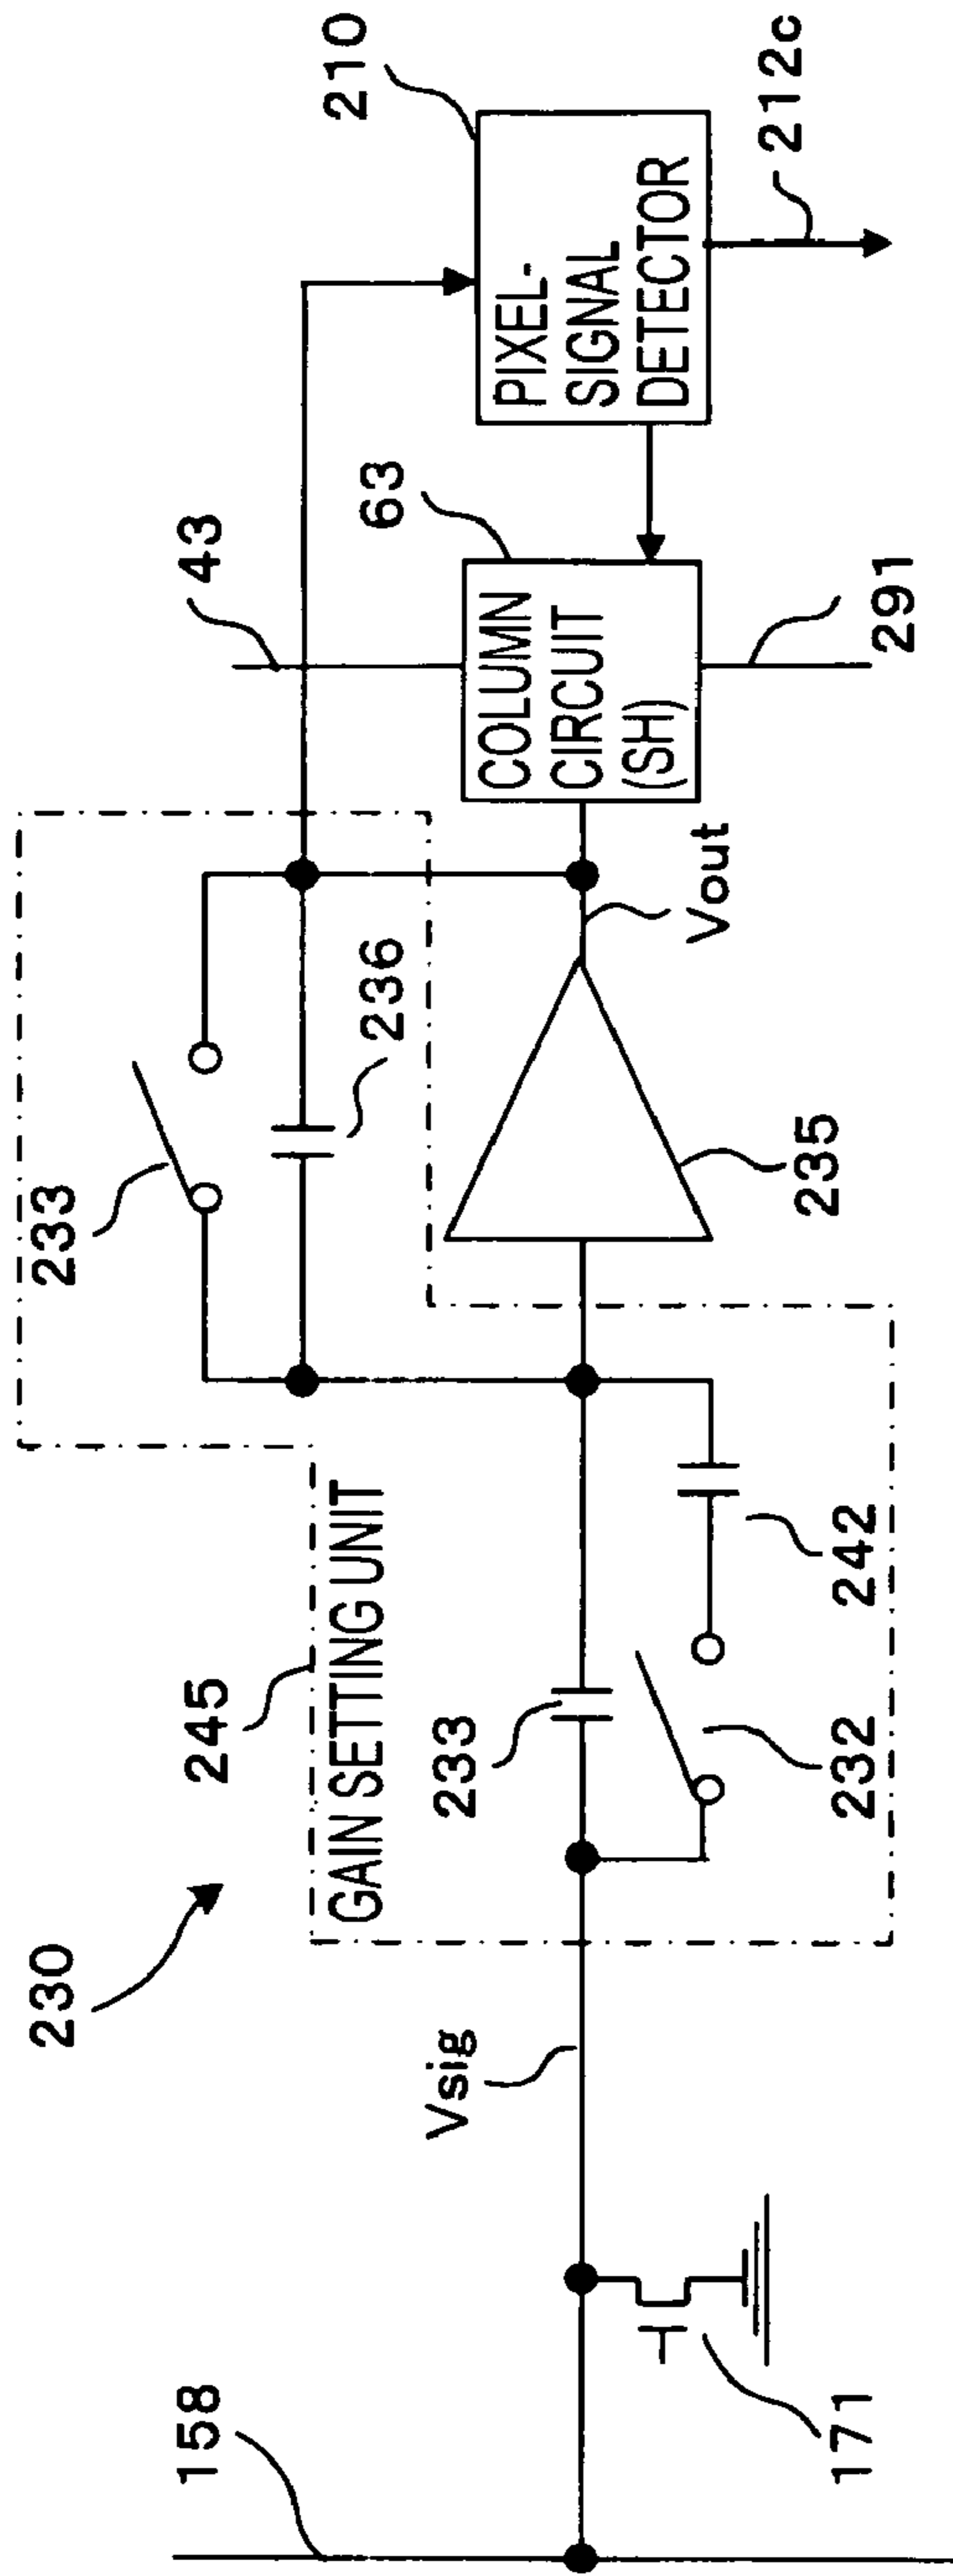 230
245
GAIN SETTING UNIT
233
236
43
63
210
158
Vsig
233
COLUMN
CIRCUIT
(SH)
PIXEL-
SIGNAL
DETECTOR
171
232
242
235
Vout
291
212c